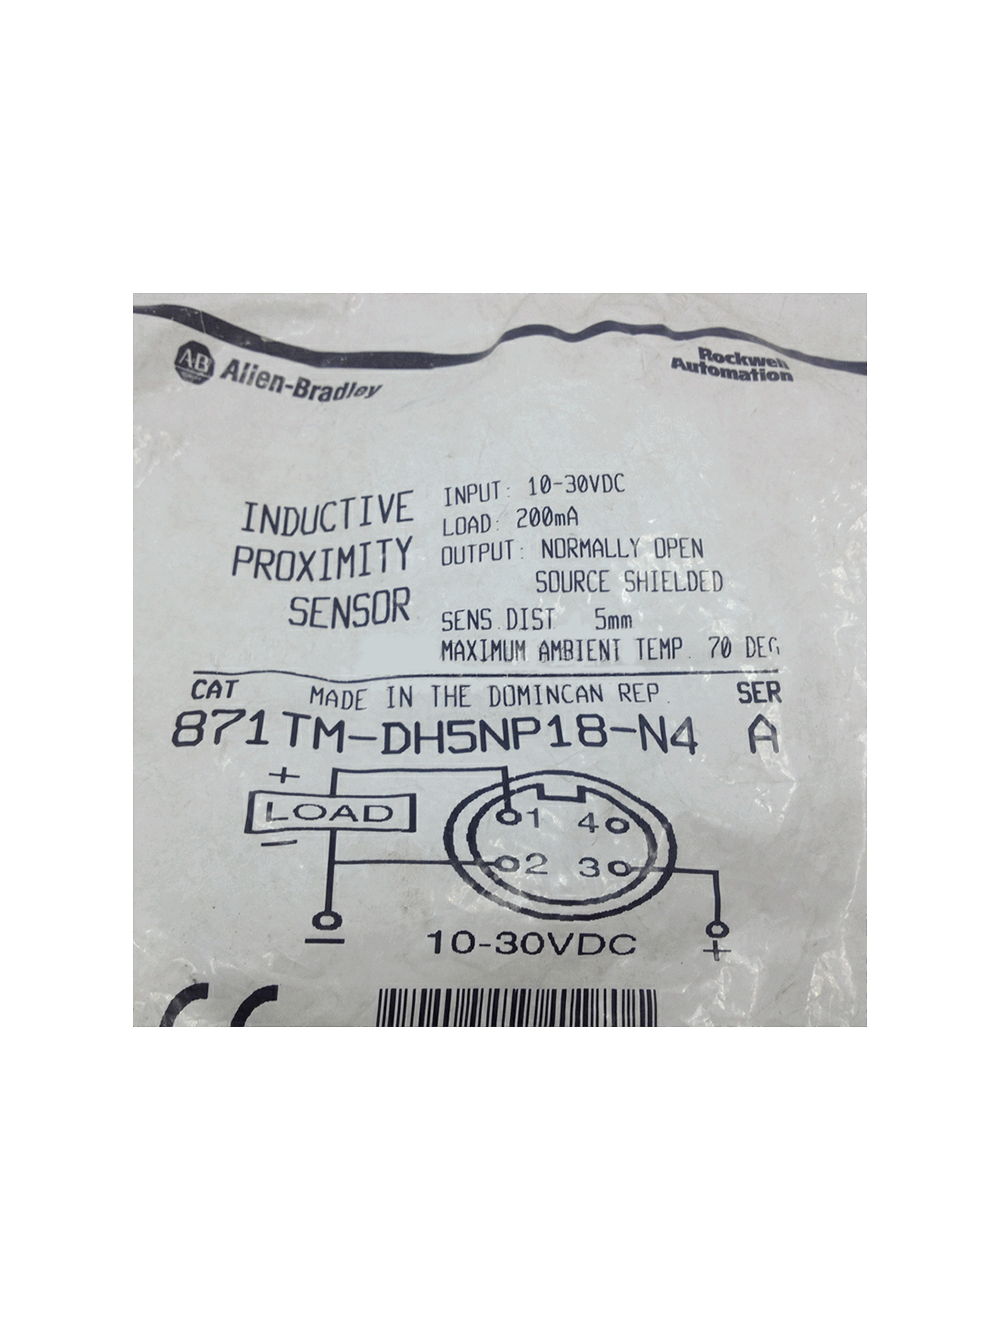 AB Allen-Bradley
Rockwell
Automation
INDUCTIVE
PROXIMITY
SENSOR
INPUT: 10-30VDC
LOAD: 200mA
OUTPUT: NORMALLY OPEN
SOURCE SHIELDED
SENS. DIST 5mm
MAXIMUM AMBIENT TEMP. 70 DEG
CAT MADE IN THE DOMINCAN REP. SER
871TM-DH5NP18-N4 A
+
LOAD
−
1 4
2 3
−
10-30VDC
+
CE